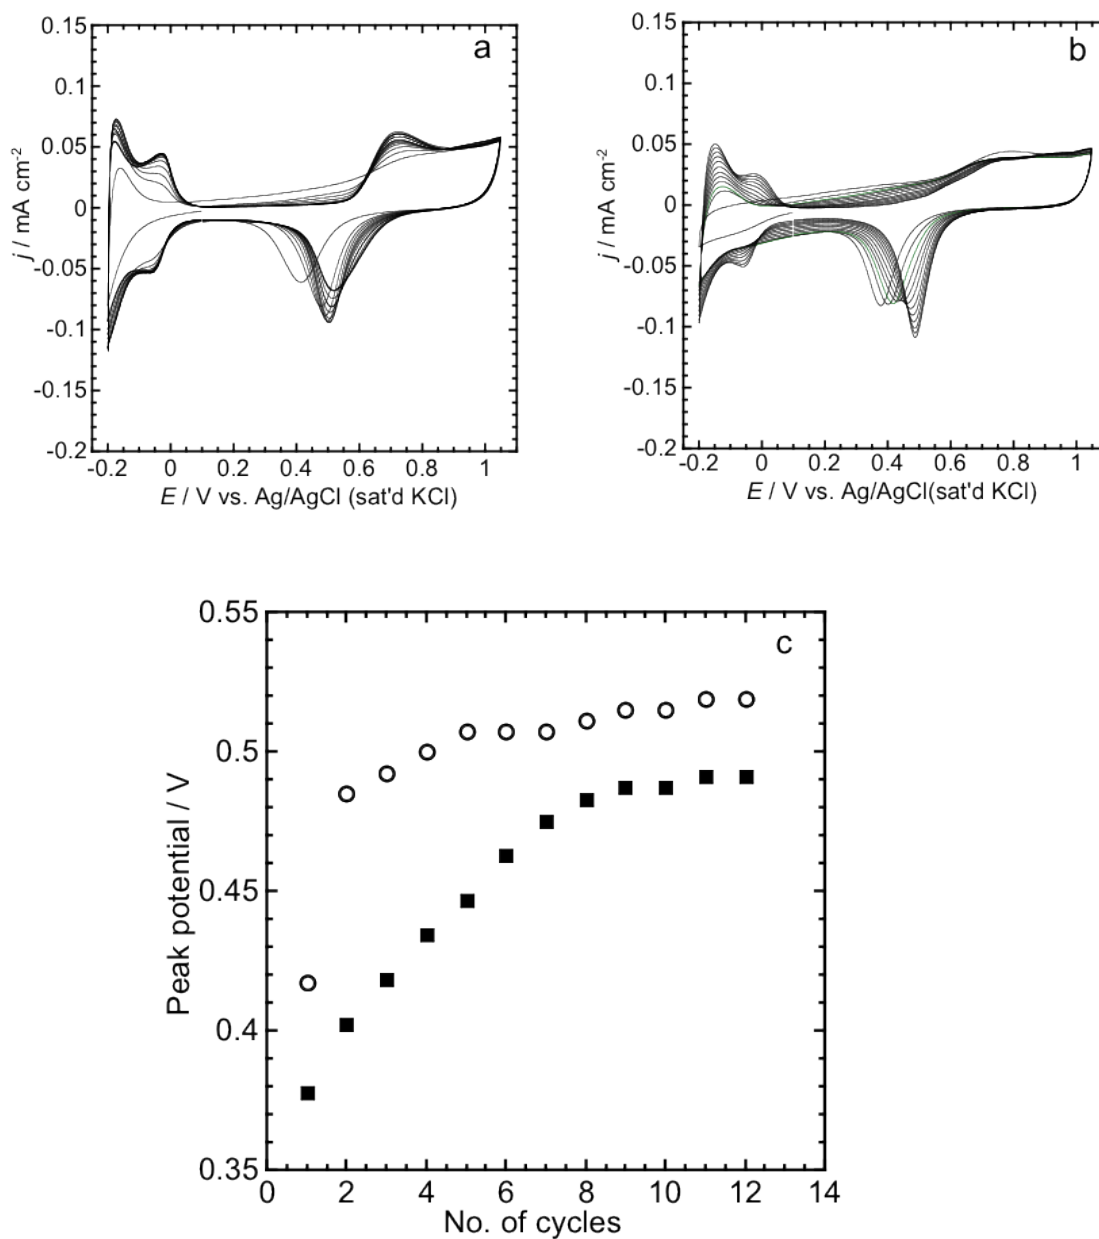 a
0.15
0.1
0.05
0
-0.05
-0.1
-0.15
-0.2
j / mA cm-2
-0.2 0 0.2 0.4 0.6 0.8 1
E / V vs. Ag/AgCl (sat'd KCl)
b
0.15
0.1
0.05
0
-0.05
-0.1
-0.15
-0.2
j / mA cm-2
-0.2 0 0.2 0.4 0.6 0.8 1
E / V vs. Ag/AgCl(sat'd KCl)
c
0.55
0.5
0.45
0.4
0.35
Peak potential / V
0 2 4 6 8 10 12 14
No. of cycles